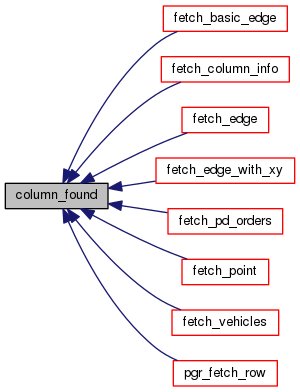 fetch_basic_edge
fetch_column_info
fetch_edge
fetch_edge_with_xy
column_found
fetch_pd_orders
fetch_point
fetch_vehicles
pgr_fetch_row